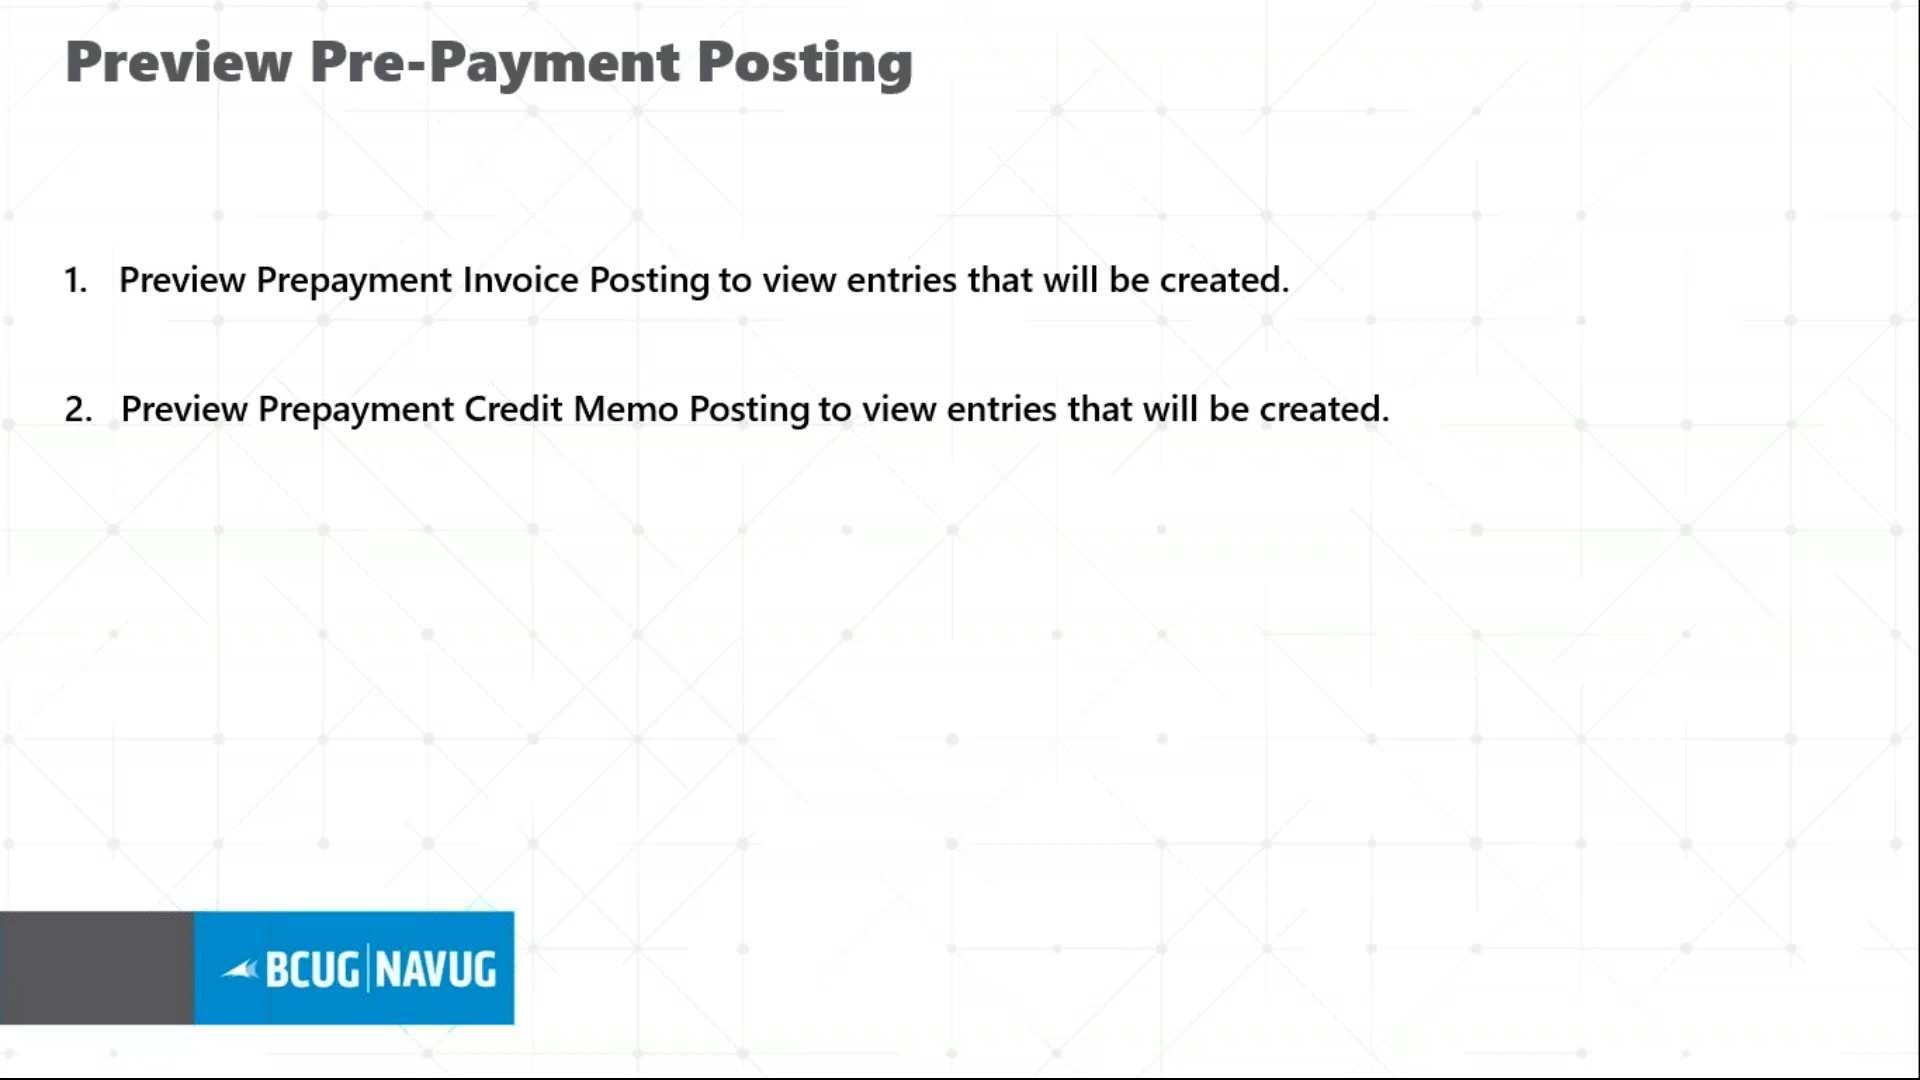 Preview Pre-Payment Posting
1. Preview Prepayment Invoice Posting to view entries that will be created.
2. Preview Prepayment Credit Memo Posting to view entries that will be created.
BCUG|NAVUG